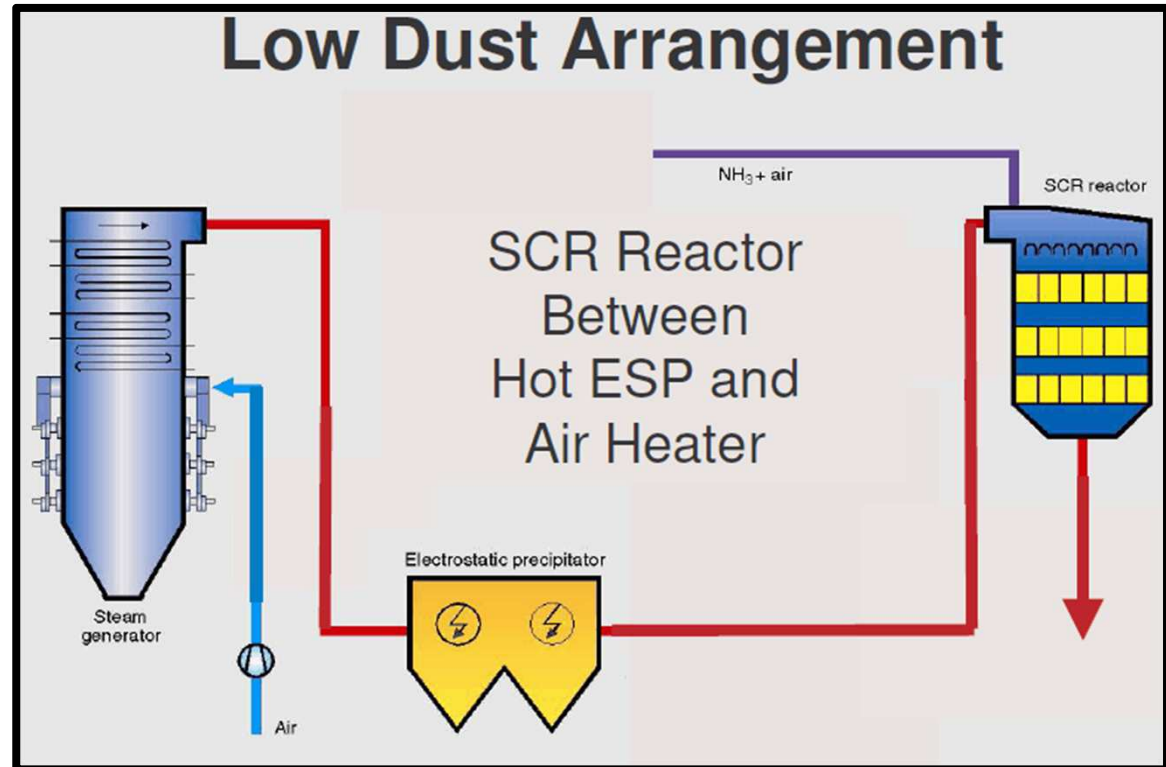 Low Dust Arrangement
NH₃ + air
SCR reactor
SCR Reactor
Between
Hot ESP and
Air Heater
Electrostatic precipitator
Steam
generator
Air